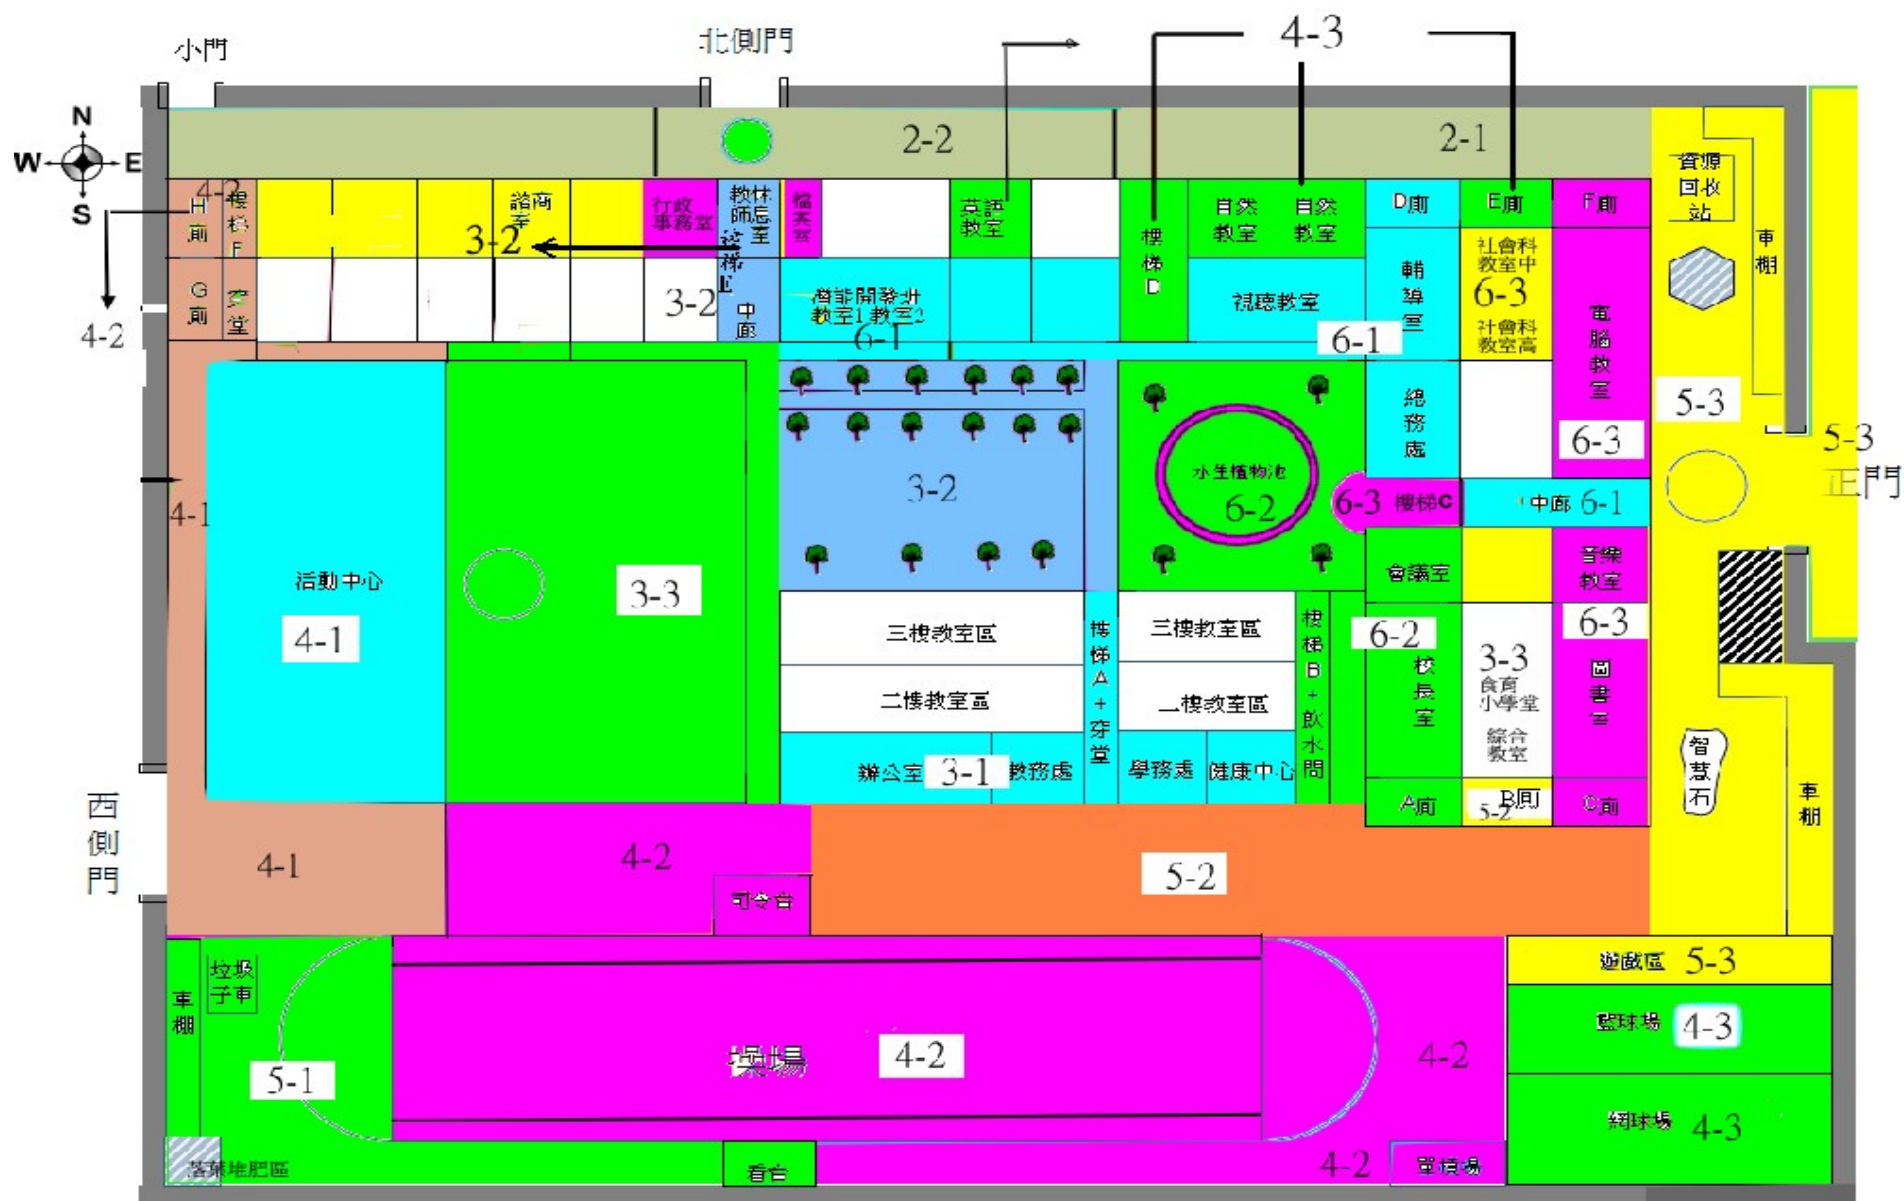 小門
北側門
4-3
N
W
E
S
2-2
2-1
4-2
H廁
樓梯F
諮商室
3-2
行政事務室
教師休息室
樓梯E
檔案室
英語教室
樓梯D
自然教室
自然教室
D廁
E廁
F廁
資源回收站
車棚
G廁
穿堂
4-2
3-2
中廊
潛能開發班
教室1 教室2
6-1
視聽教室
6-1
輔導室
社會科教室中
6-3
社會科教室高
電腦教室
6-3
總務處
5-3
5-3
正門
4-1
活動中心
4-1
3-3
3-2
水生植物池
6-2
6-3
樓梯C
中廊
6-1
會議室
音樂教室
6-3
三樓教室區
二樓教室區
樓梯A+穿堂
三樓教室區
二樓教室區
樓梯B+飲水間
6-2
校長室
3-3
食育小學堂
綜合教室
圖書室
辦公室
3-1
教務處
學務處
健康中心
A廁
B廁
5-2
C廁
智慧石
車棚
西側門
4-1
4-2
司令台
5-2
車棚
垃圾子車
5-1
操場
4-2
4-2
遊戲區
5-3
籃球場
4-3
網球場
4-3
落葉堆肥區
看台
4-2
單槓場